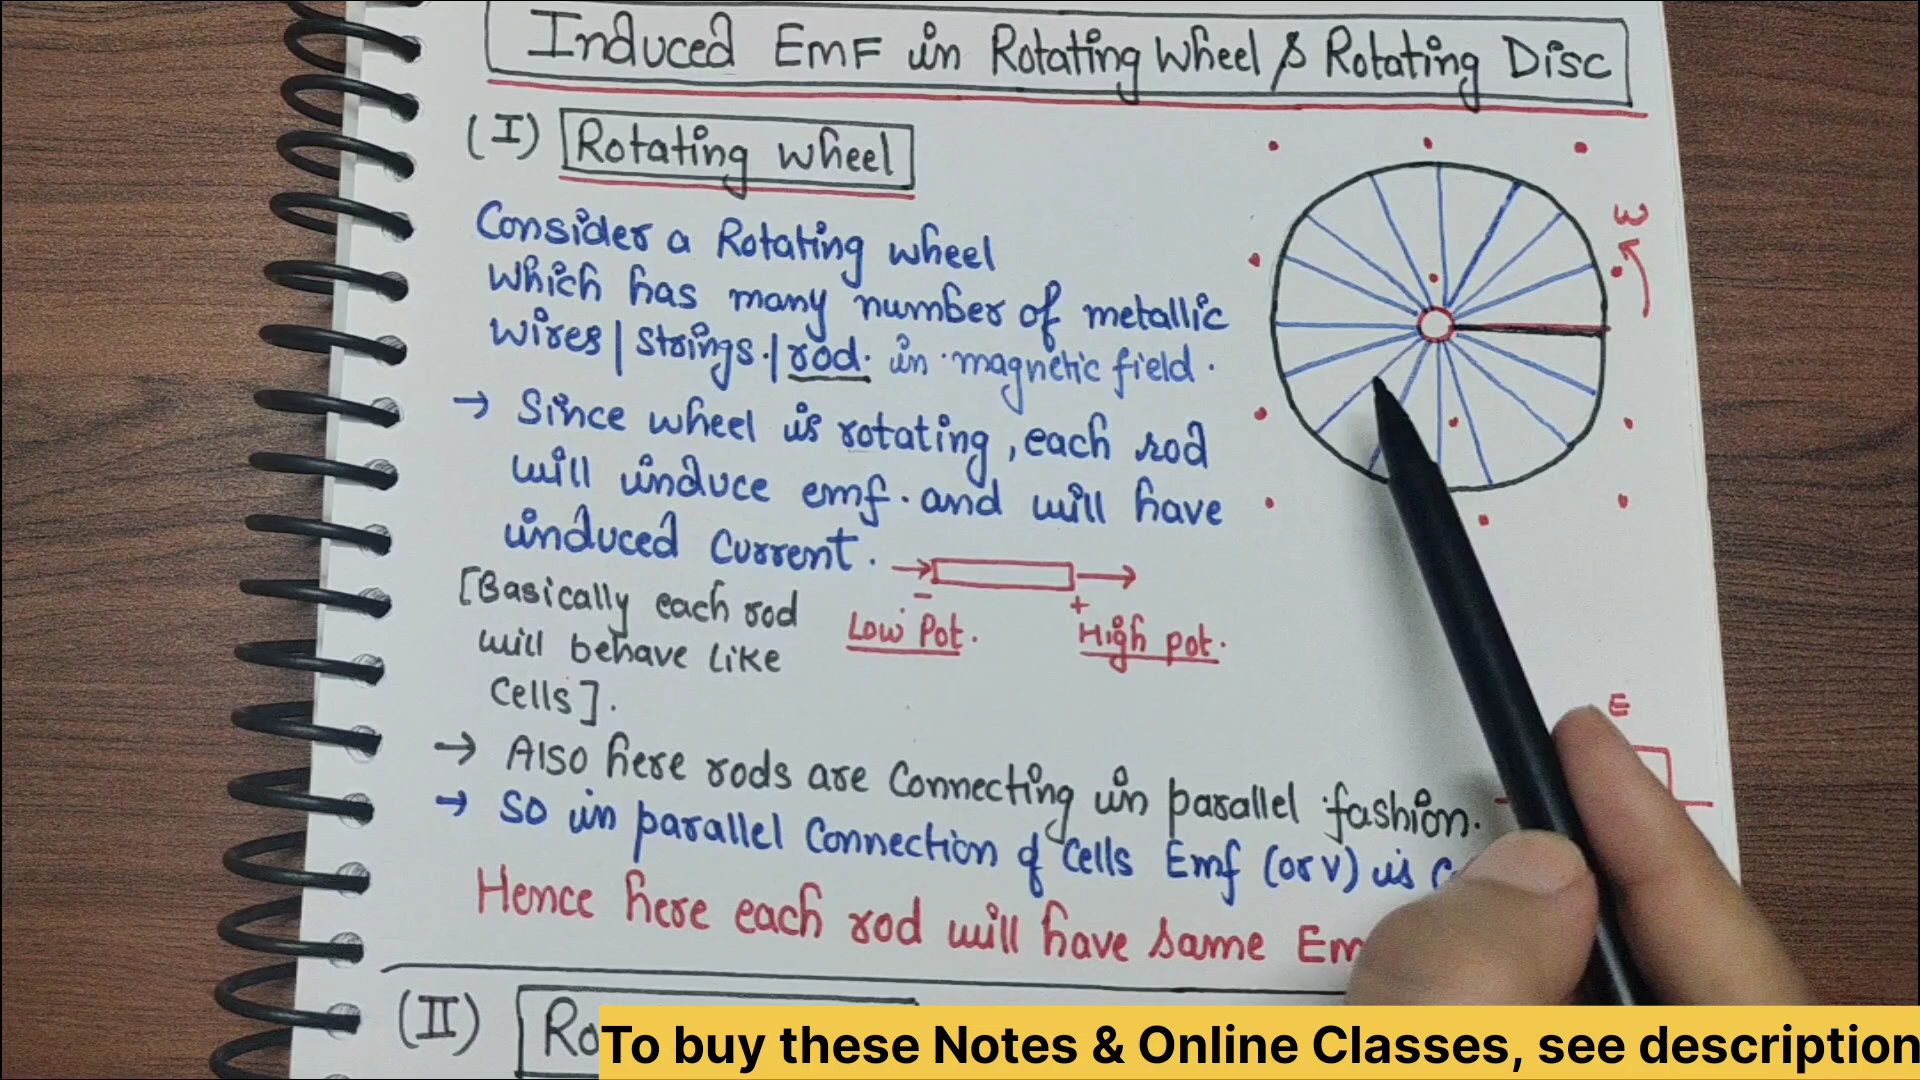 Induced EMF in Rotating Wheel & Rotating Disc
(I) Rotating wheel
Consider a Rotating wheel
which has many number of metallic
wires | strings. | rod. in magnetic field.
→ Since wheel is rotating, each rod
will induce emf. and will have
induced current.
[Basically each rod
will behave like
cells].
- +
Low Pot. High pot.
ω
E
→ Also here rods are connecting in parallel fashion.
→ So in parallel connection of cells Emf (or V) is
Hence here each rod will have same Em
(II) Ro
To buy these Notes & Online Classes, see description